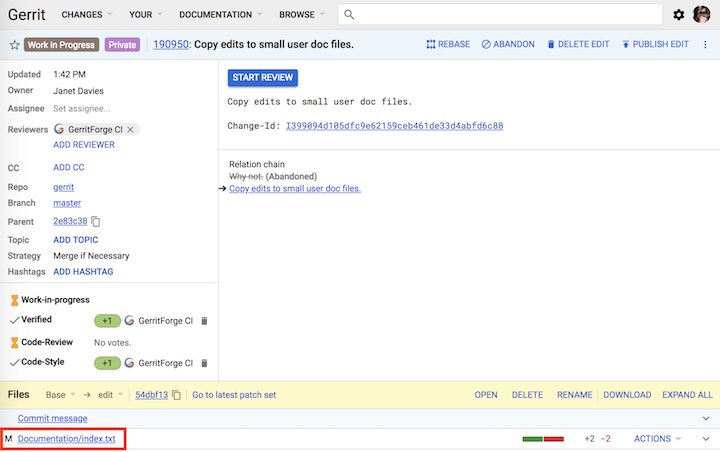 Gerrit CHANGES YOUR DOCUMENTATION BROWSE
Work in Progress Private 190950: Copy edits to small user doc files. REBASE ABANDON DELETE EDIT PUBLISH EDIT
Updated 1:42 PM
Owner Janet Davies
Assignee Set assignee...
Reviewers GerritForge CI
ADD REVIEWER
CC ADD CC
Repo gerrit
Branch master
Parent 2e83c38
Topic ADD TOPIC
Strategy Merge if Necessary
Hashtags ADD HASHTAG
START REVIEW
Copy edits to small user doc files.
Change-Id: I399094d105dfc9e62159ceb461de33d4abfd6c88
Relation chain
Why not. (Abandoned)
→ Copy edits to small user doc files.
Work-in-progress
Verified +1 GerritForge CI
Code-Review No votes.
Code-Style +1 GerritForge CI
Files Base → edit 54dbf13 Go to latest patch set OPEN DELETE RENAME DOWNLOAD EXPAND ALL
Commit message
M Documentation/index.txt +2 −2 ACTIONS